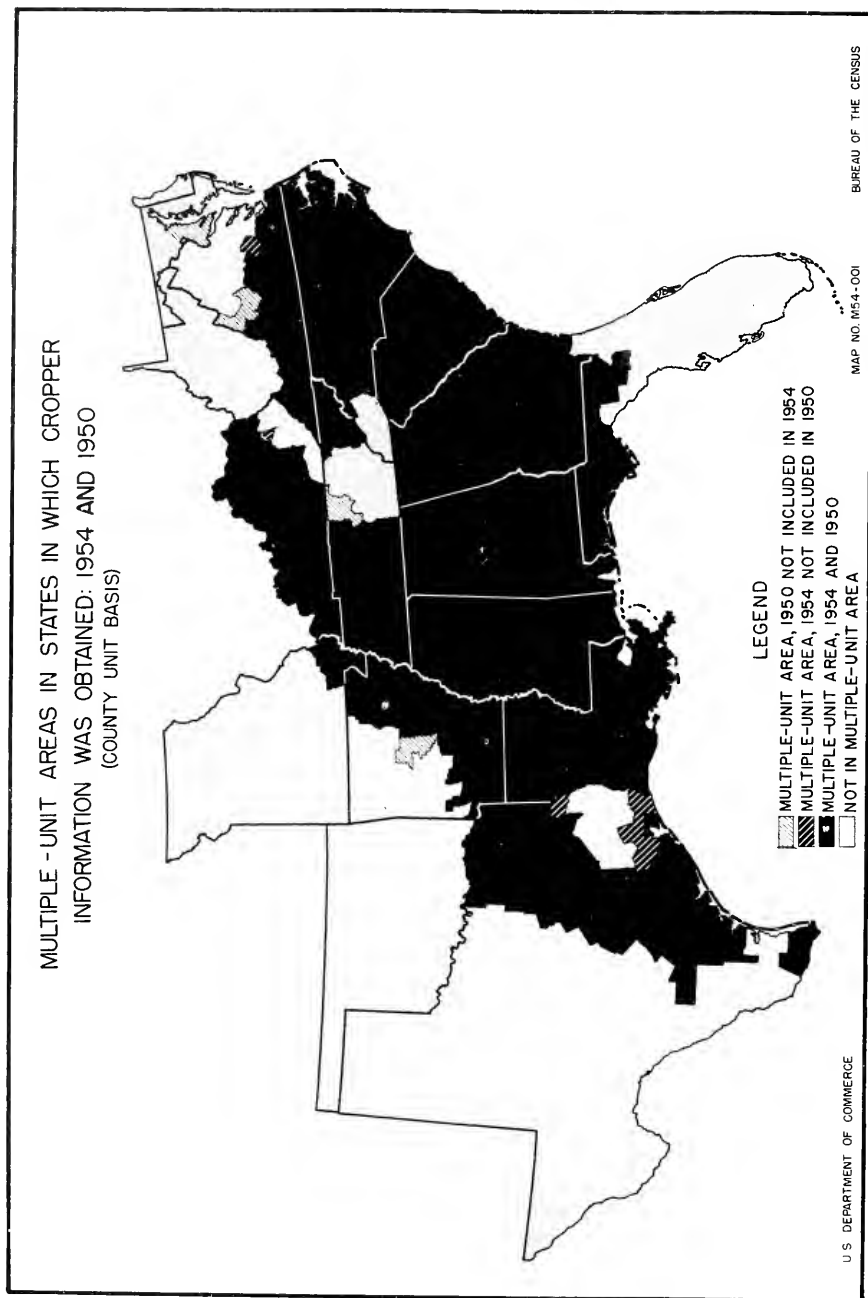 MULTIPLE-UNIT AREAS IN STATES IN WHICH CROPPER
INFORMATION WAS OBTAINED: 1954 AND 1950
(COUNTY UNIT BASIS)
LEGEND
MULTIPLE-UNIT AREA, 1950 NOT INCLUDED IN 1954
MULTIPLE-UNIT AREA, 1954 NOT INCLUDED IN 1950
MULTIPLE-UNIT AREA, 1954 AND 1950
NOT IN MULTIPLE-UNIT AREA
U S DEPARTMENT OF COMMERCE
MAP NO. M54-001
BUREAU OF THE CENSUS